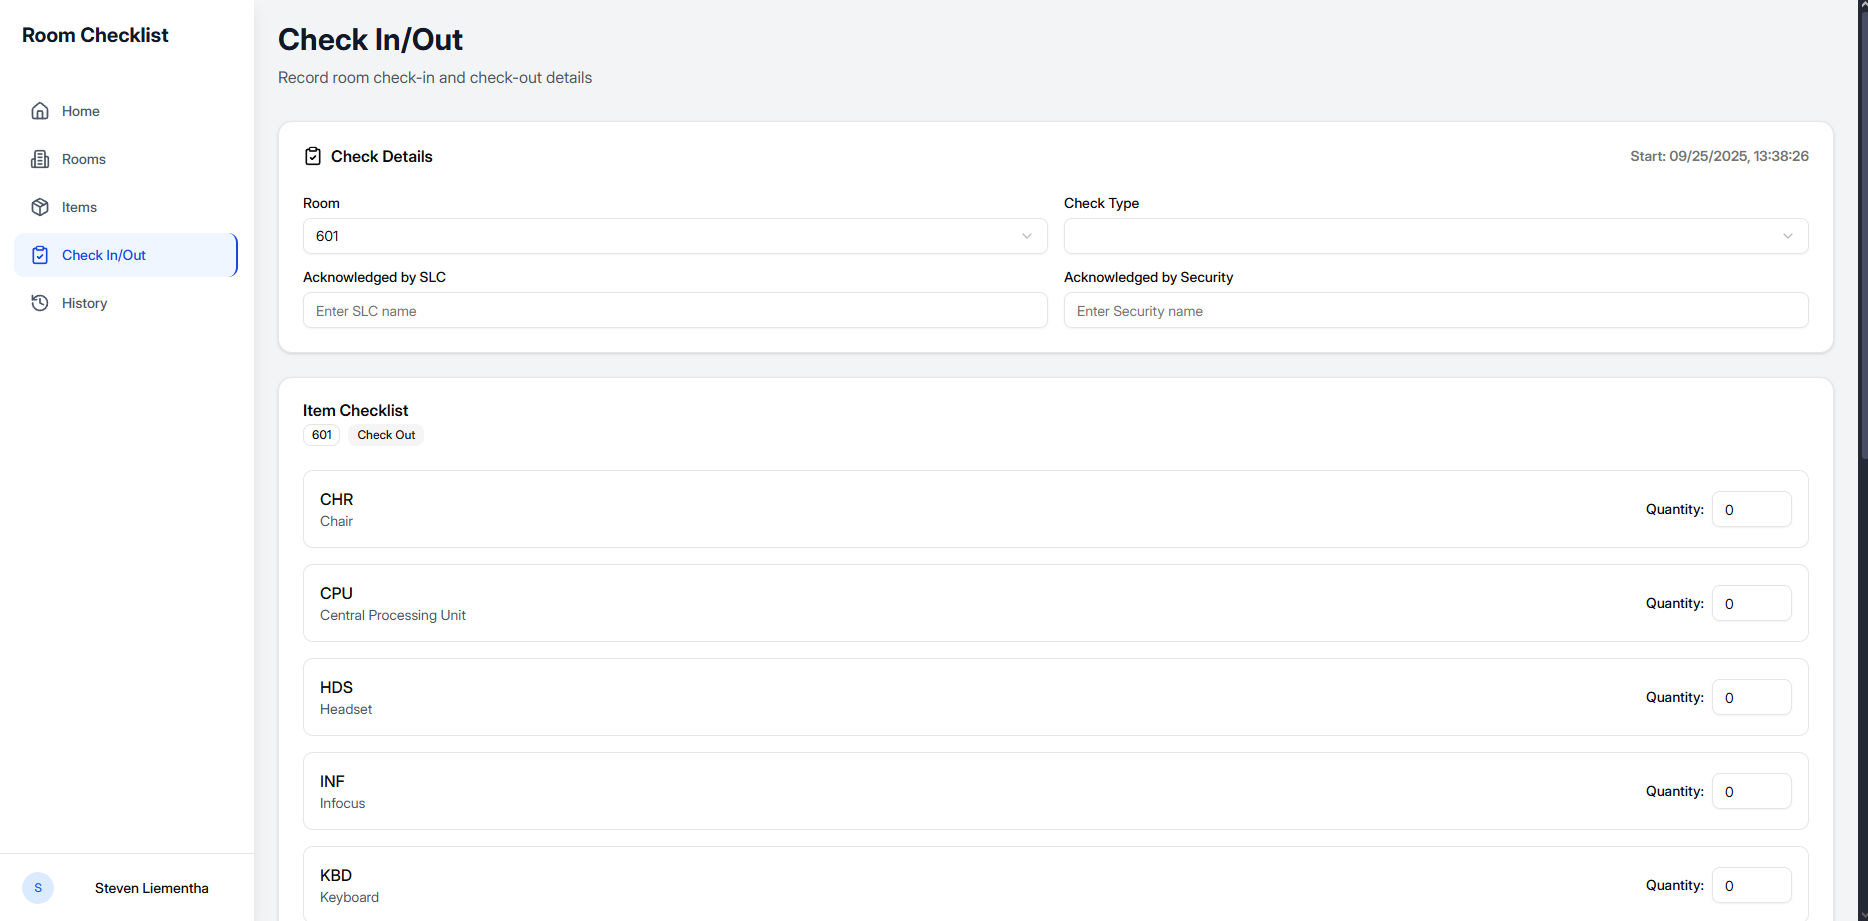 Room Checklist
Home
Rooms
Items
Check In/Out
History
S
Steven Liementha
Check In/Out
Record room check-in and check-out details
Check Details
Start: 09/25/2025, 13:38:26
Room
Check Type
601
Acknowledged by SLC
Acknowledged by Security
Enter SLC name
Enter Security name
Item Checklist
601
Check Out
CHR
Chair
Quantity: 0
CPU
Central Processing Unit
Quantity: 0
HDS
Headset
Quantity: 0
INF
Infocus
Quantity: 0
KBD
Keyboard
Quantity: 0